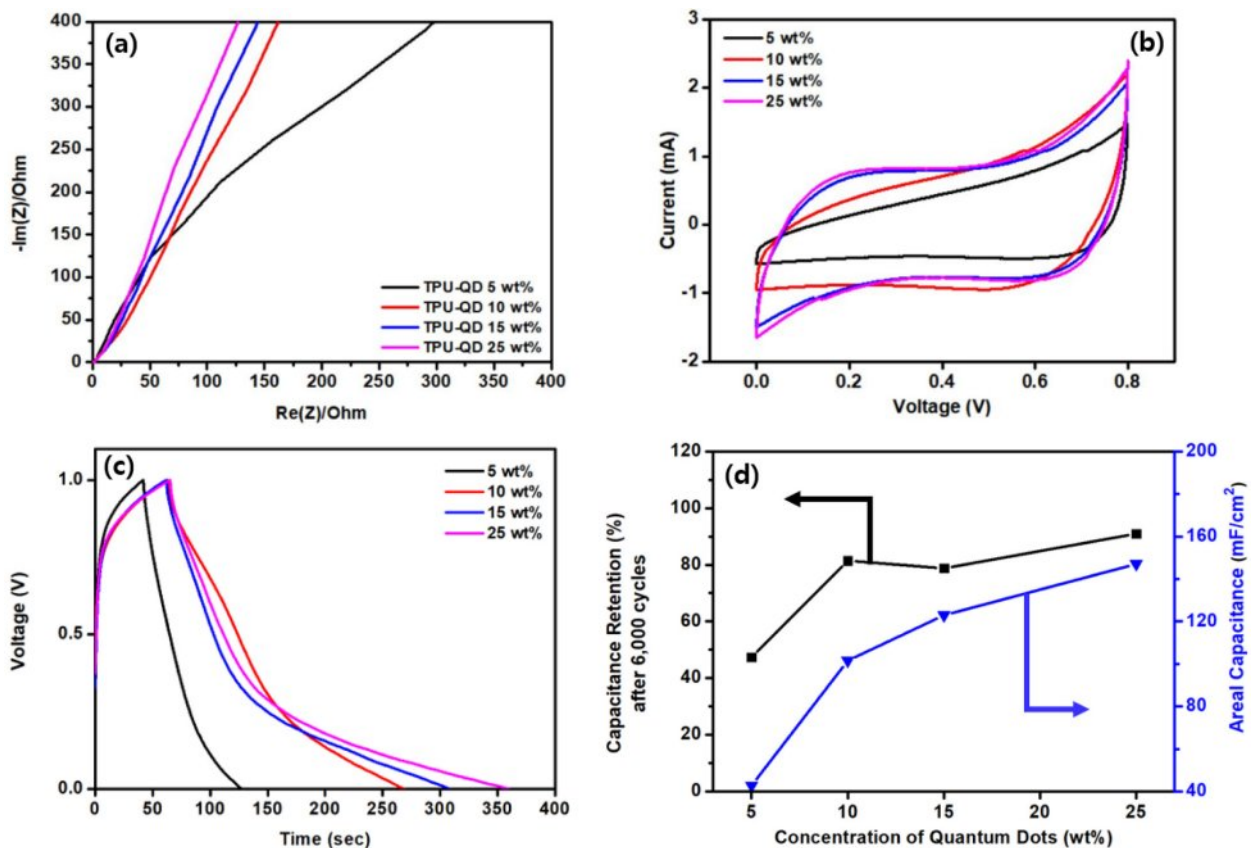 (a)
400
350
300
250
200
150
100
50
0
-Im(Z)/Ohm
TPU-QD 5 wt%
TPU-QD 10 wt%
TPU-QD 15 wt%
TPU-QD 25 wt%
0 50 100 150 200 250 300 350 400
Re(Z)/Ohm
(b)
3
2
1
0
-1
-2
Current (mA)
5 wt%
10 wt%
15 wt%
25 wt%
0.0 0.2 0.4 0.6 0.8
Voltage (V)
(c)
1.0
0.5
0.0
Voltage (V)
5 wt%
10 wt%
15 wt%
25 wt%
0 50 100 150 200 250 300 350 400
Time (sec)
(d)
120
100
80
60
40
20
0
Capacitance Retention (%)
after 6,000 cycles
200
160
120
80
40
Areal Capacitance (mF/cm²)
5 10 15 20 25
Concentration of Quantum Dots (wt%)